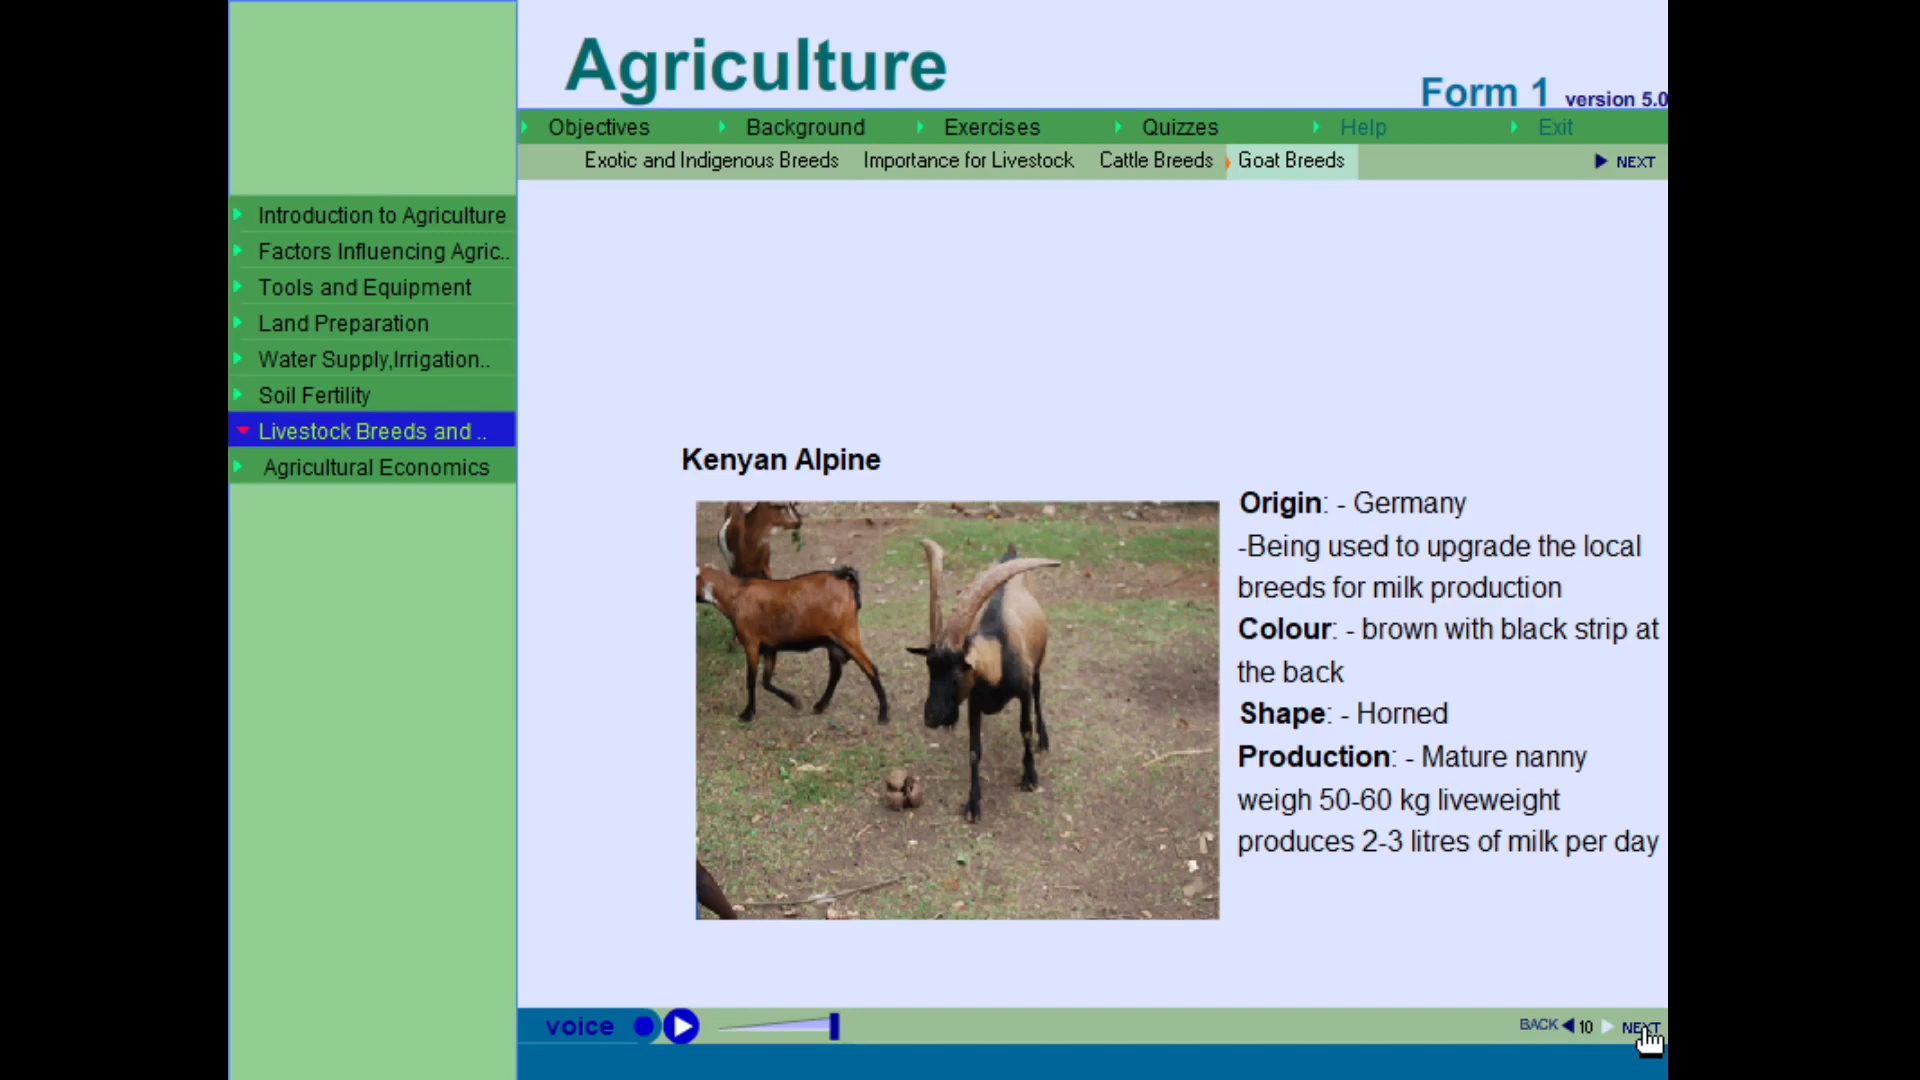 Agriculture
Form 1 version 5.0
Objectives Background Exercises Quizzes Help Exit
Exotic and Indigenous Breeds Importance for Livestock Cattle Breeds Goat Breeds NEXT
Introduction to Agriculture
Factors Influencing Agric..
Tools and Equipment
Land Preparation
Water Supply,Irrigation..
Soil Fertility
Livestock Breeds and ..
Agricultural Economics
Kenyan Alpine
Origin: - Germany
-Being used to upgrade the local
breeds for milk production
Colour: - brown with black strip at
the back
Shape: - Horned
Production: - Mature nanny
weigh 50-60 kg liveweight
produces 2-3 litres of milk per day
voice
BACK 10 NEXT